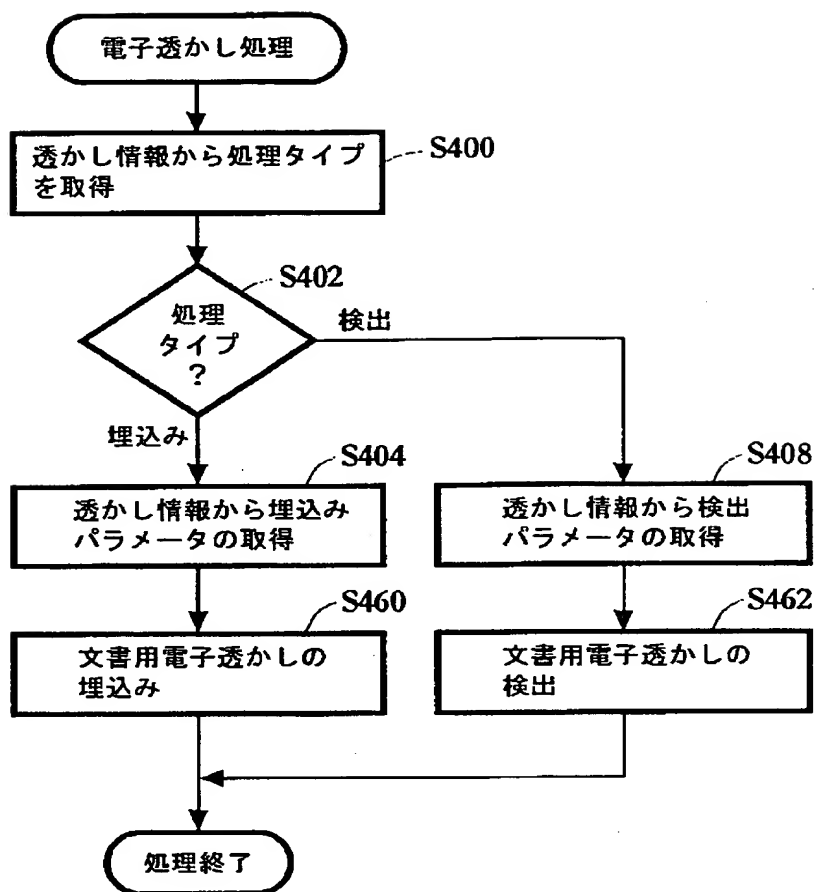 電子透かし処理
透かし情報から処理タイプ
を取得
S400
S402
処理
タイプ
?
検出
埋込み
S404
透かし情報から埋込み
パラメータの取得
S408
透かし情報から検出
パラメータの取得
S460
文書用電子透かしの
埋込み
S462
文書用電子透かしの
検出
処理終了